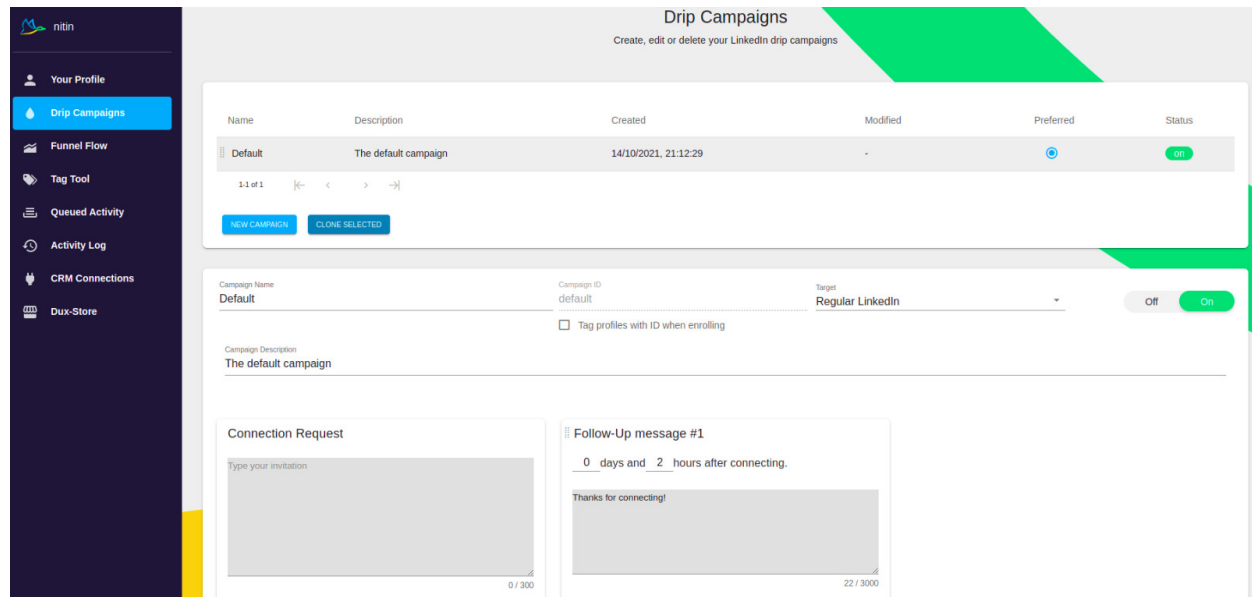 nitin
Your Profile
Drip Campaigns
Funnel Flow
Tag Tool
Queued Activity
Activity Log
CRM Connections
Dux-Store
Drip Campaigns
Create, edit or delete your LinkedIn drip campaigns
Name Description Created Modified Preferred Status
Default The default campaign 14/10/2021, 21:12:29 - on
1-1 of 1
NEW CAMPAIGN CLONE SELECTED
Campaign Name Campaign ID Target
Default default Regular LinkedIn Off On
Tag profiles with ID when enrolling
Campaign Description
The default campaign
Connection Request
Type your invitation
0 / 300
Follow-Up message #1
0 days and 2 hours after connecting.
Thanks for connecting!
22 / 3000